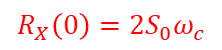 R_X(0) = 2S_0ω_c